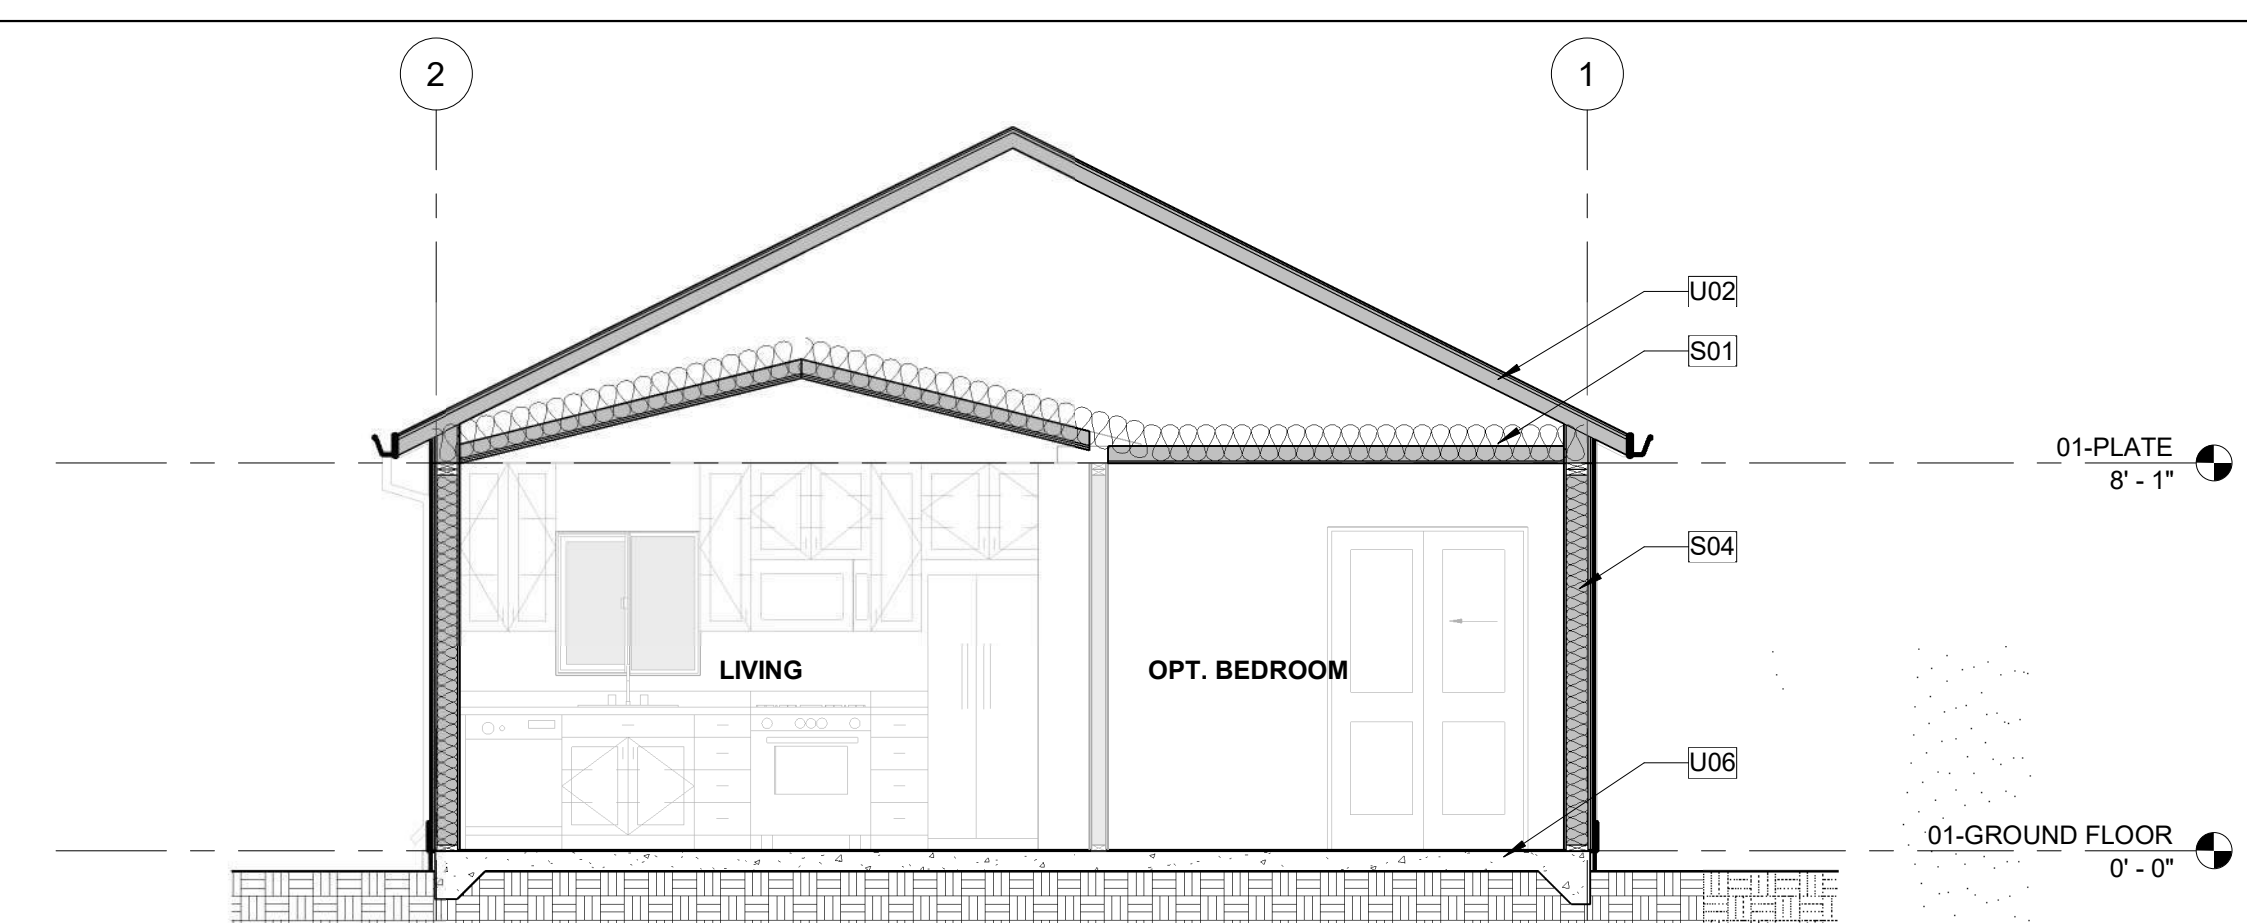 2
1
U02
S01
01-PLATE
8' - 1"
S04
LIVING
OPT. BEDROOM
U06
01-GROUND FLOOR
0' - 0"